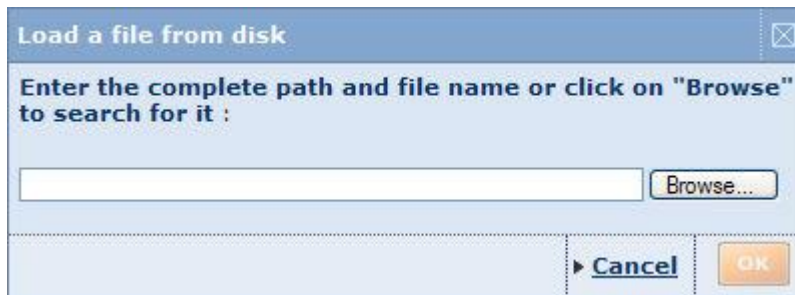 Load a file from disk
Enter the complete path and file name or click on "Browse"
to search for it :
Browse...
Cancel
OK